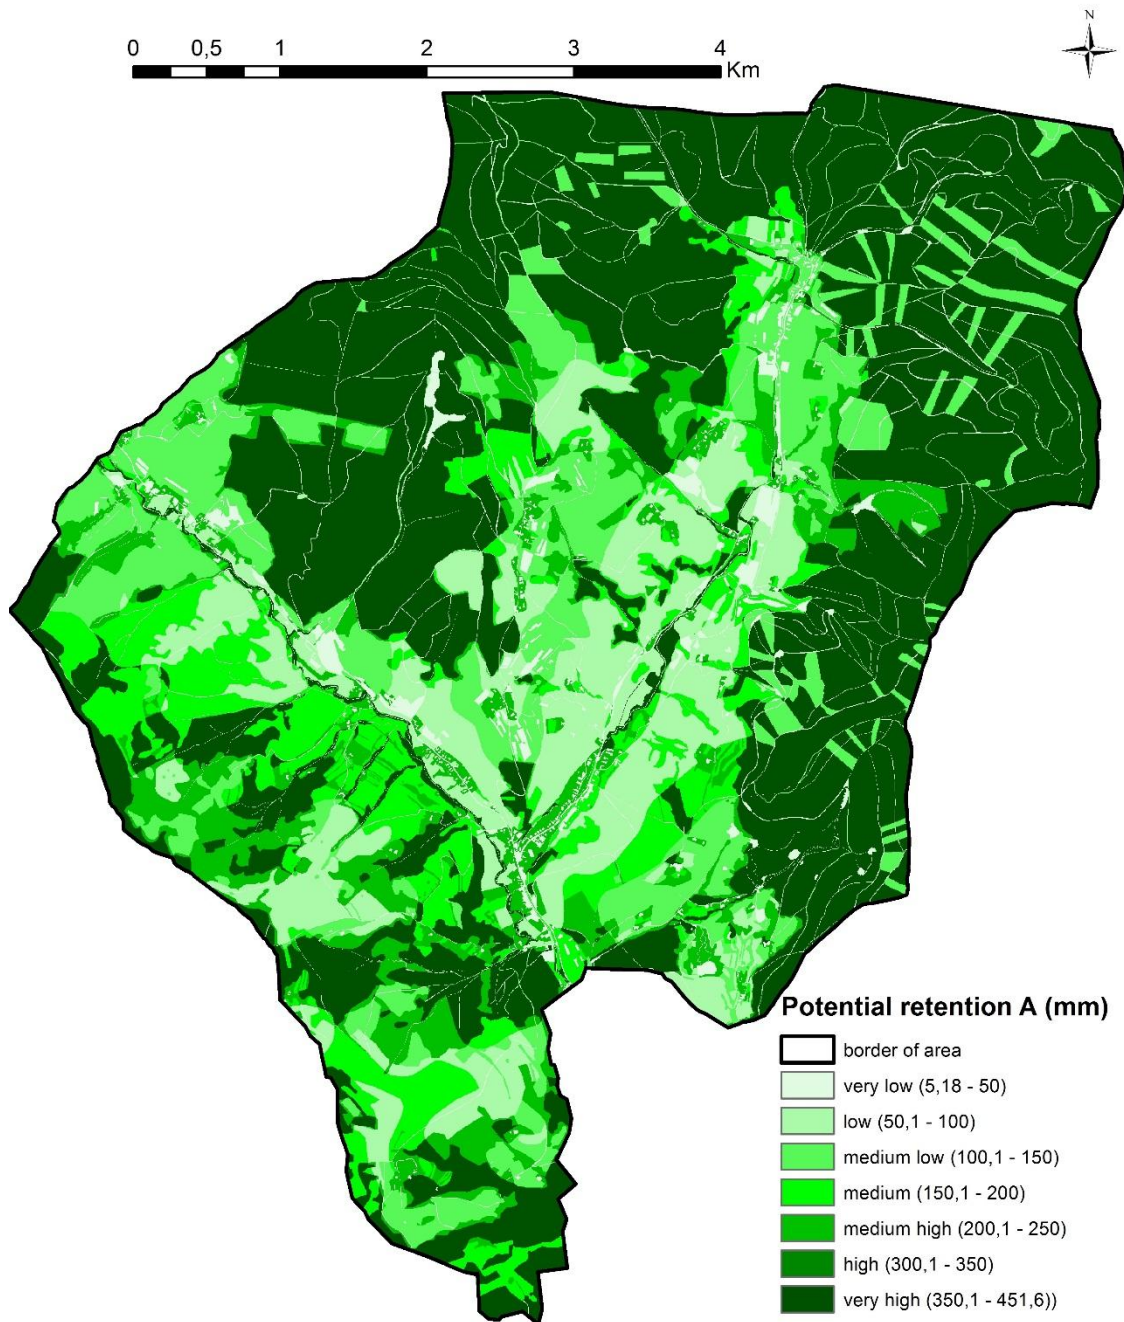 N
0 0,5 1 2 3 4
Km
Potential retention A (mm)
border of area
very low (5,18 - 50)
low (50,1 - 100)
medium low (100,1 - 150)
medium (150,1 - 200)
medium high (200,1 - 250)
high (300,1 - 350)
very high (350,1 - 451,6))